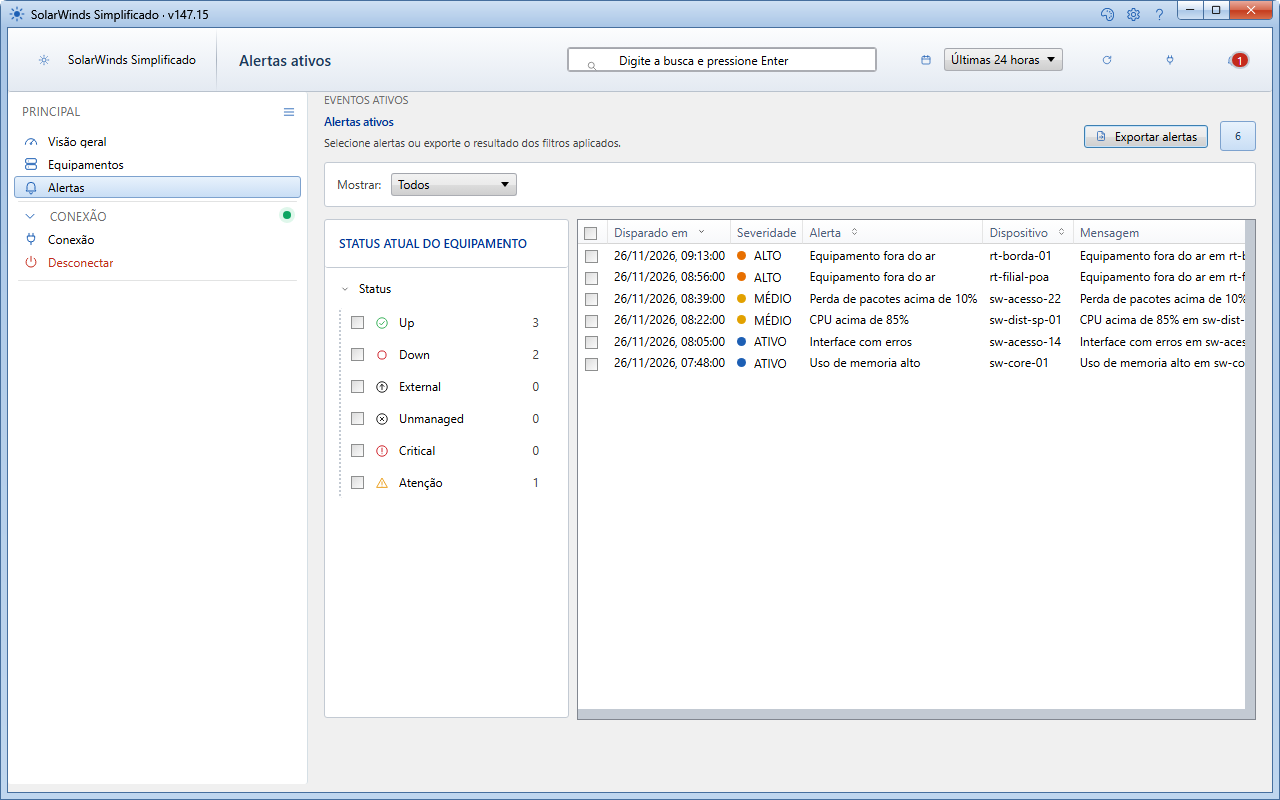 SolarWinds Simplificado · v147.15
SolarWinds Simplificado
Alertas ativos
Digite a busca e pressione Enter
Últimas 24 horas
1
PRINCIPAL
Visão geral
Equipamentos
Alertas
CONEXÃO
Conexão
Desconectar
EVENTOS ATIVOS
Alertas ativos
Selecione alertas ou exporte o resultado dos filtros aplicados.
Exportar alertas
6
Mostrar: Todos
STATUS ATUAL DO EQUIPAMENTO
Status
Up 3
Down 2
External 0
Unmanaged 0
Critical 0
Atenção 1
Disparado em Severidade Alerta Dispositivo Mensagem
26/11/2026, 09:13:00 ALTO Equipamento fora do ar rt-borda-01 Equipamento fora do ar em rt-b
26/11/2026, 08:56:00 ALTO Equipamento fora do ar rt-filial-poa Equipamento fora do ar em rt-f
26/11/2026, 08:39:00 MÉDIO Perda de pacotes acima de 10% sw-acesso-22 Perda de pacotes acima de 10%
26/11/2026, 08:22:00 MÉDIO CPU acima de 85% sw-dist-sp-01 CPU acima de 85% em sw-dist-
26/11/2026, 08:05:00 ATIVO Interface com erros sw-acesso-14 Interface com erros em sw-aces
26/11/2026, 07:48:00 ATIVO Uso de memoria alto sw-core-01 Uso de memoria alto em sw-co